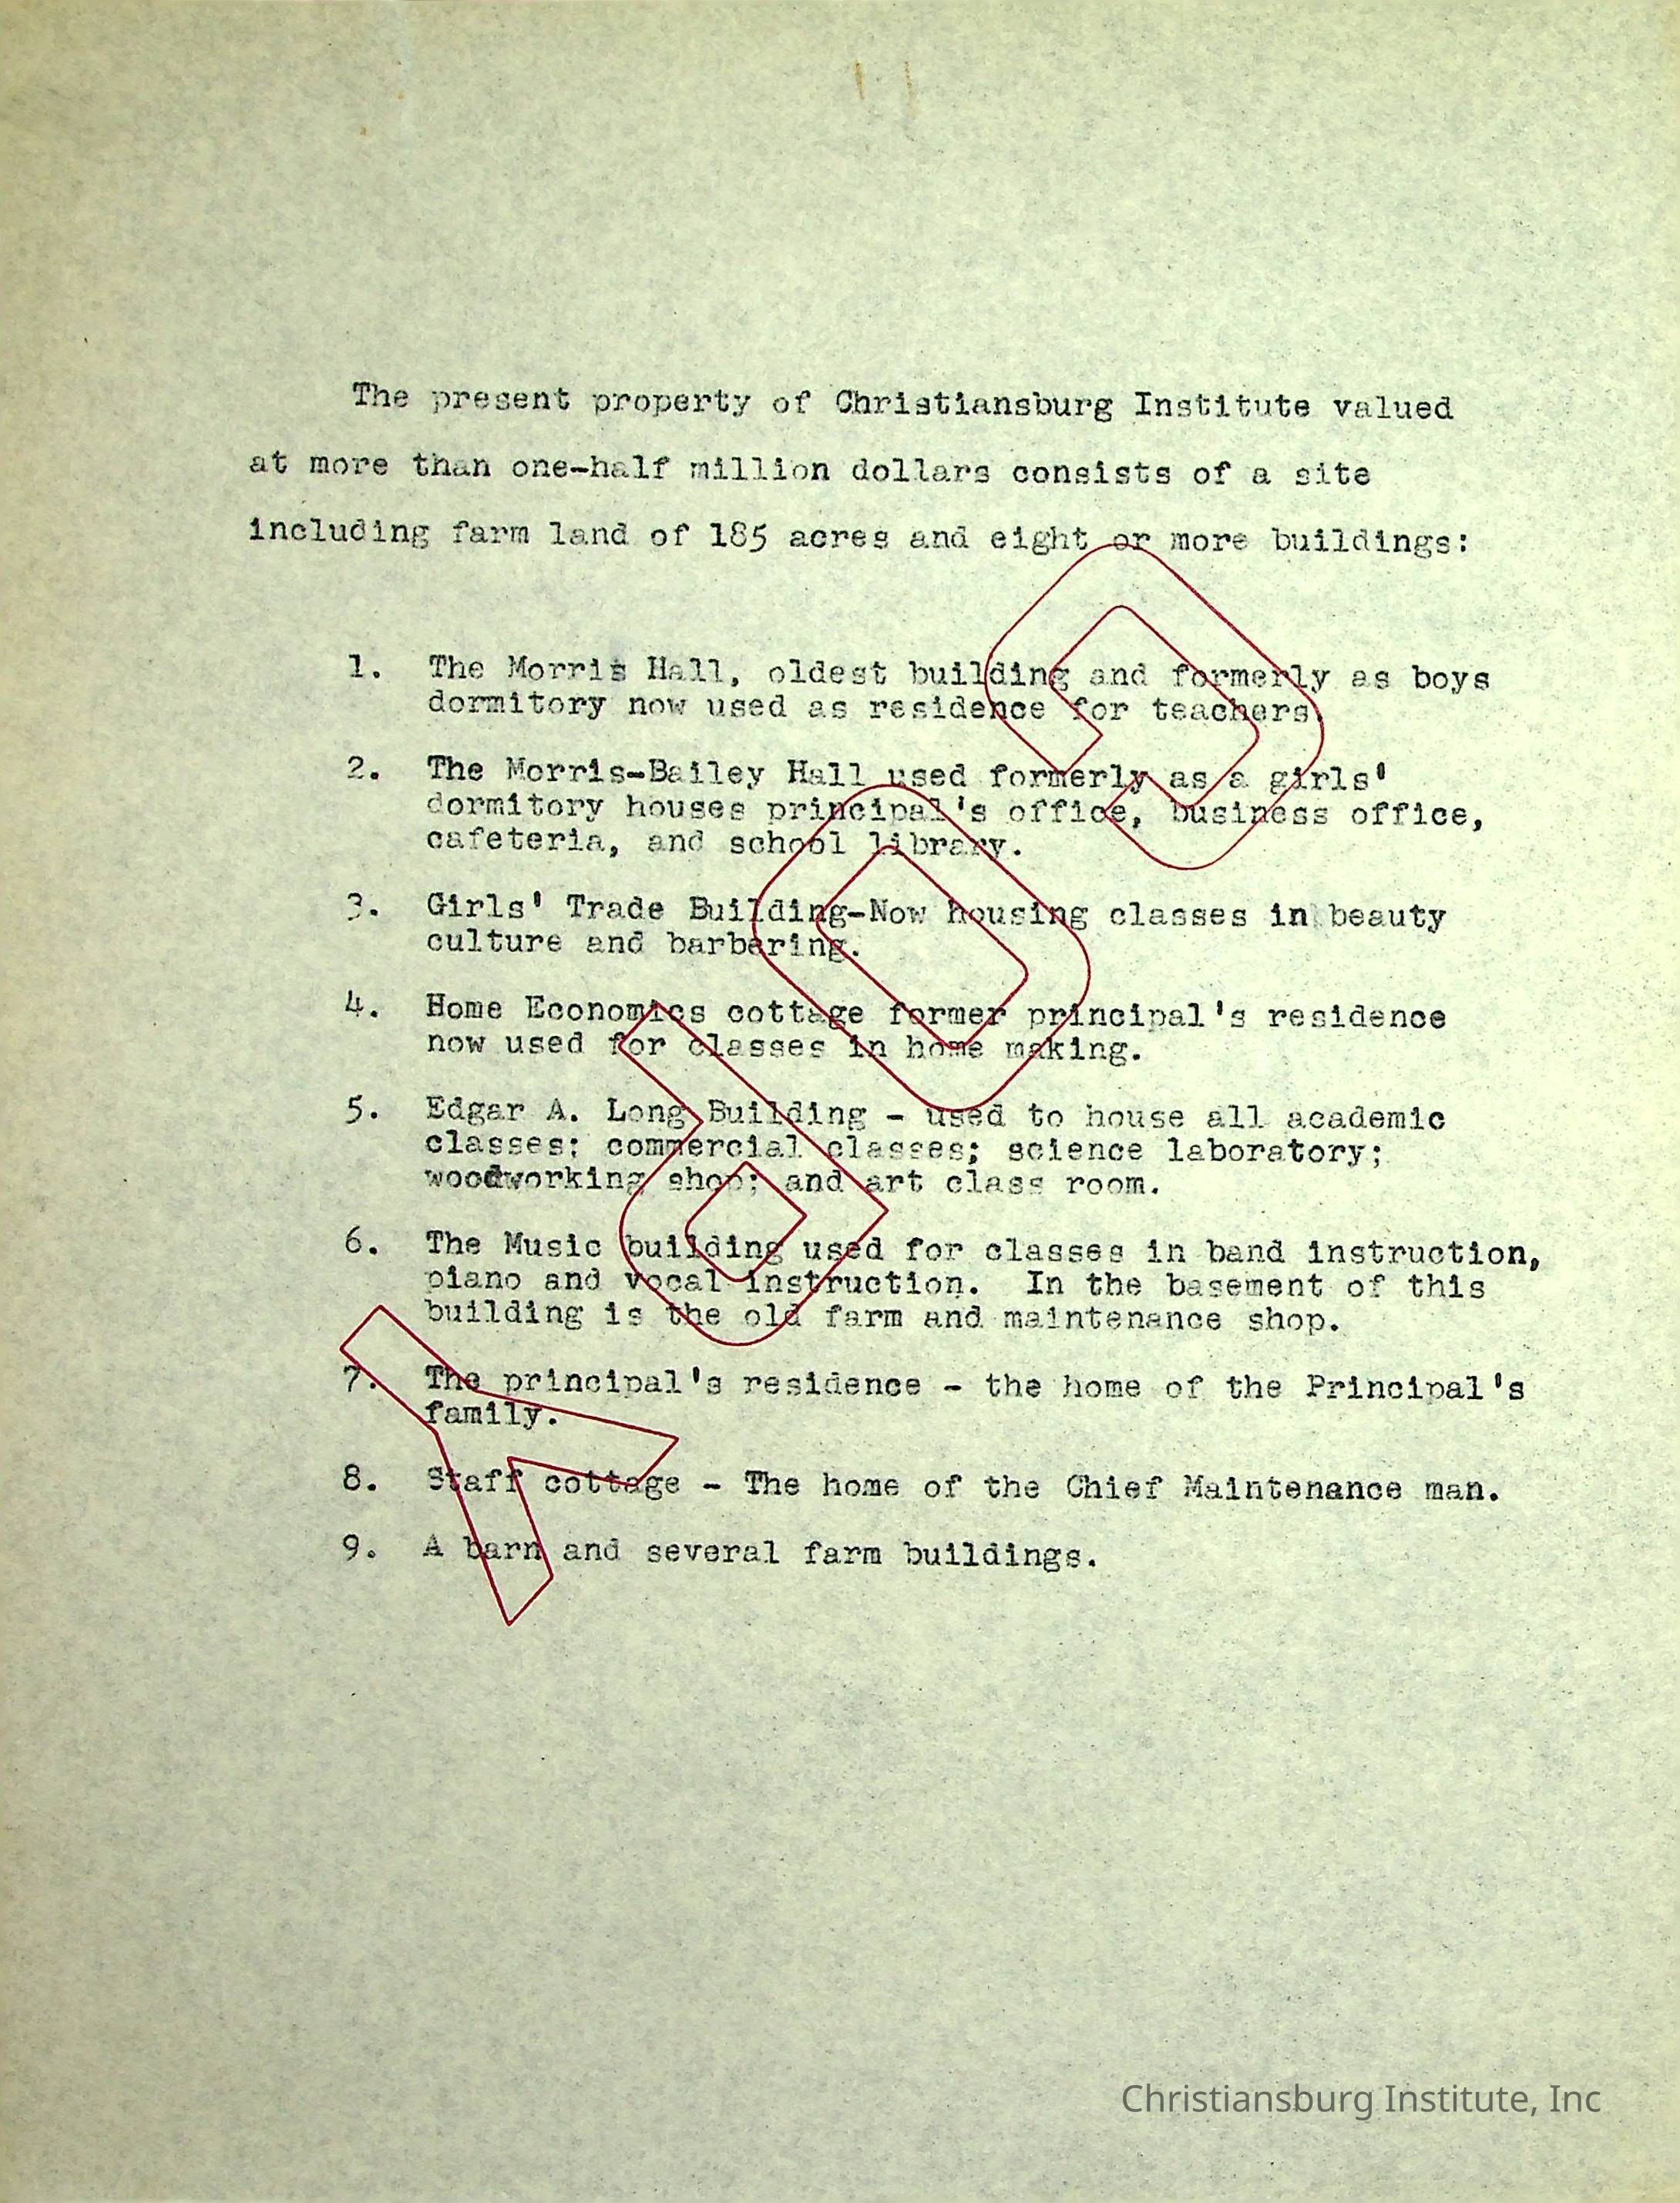 The present property of Christiansburg Institute valued
at more than one-half million dollars consists of a site
including farm land of 185 acres and eight or more buildings:
1. The Morris Hall, oldest building and formerly as boys
dormitory now used as residence for teachers.
2. The Morris-Bailey Hall used formerly as a girls'
dormitory houses principal's office, business office,
cafeteria, and school library.
3. Girls' Trade Building-Now housing classes in beauty
culture and barbering.
4. Home Economics cottage former principal's residence
now used for classes in home making.
5. Edgar A. Long Building - used to house all academic
classes; commercial classes; science laboratory;
woodworking shop; and art class room.
6. The Music building used for classes in band instruction,
piano and vocal instruction. In the basement of this
building is the old farm and maintenance shop.
7. The principal's residence - the home of the Principal's
family.
8. Staff cottage - The home of the Chief Maintenance man.
9. A barn and several farm buildings.
Copy
Christiansburg Institute, Inc